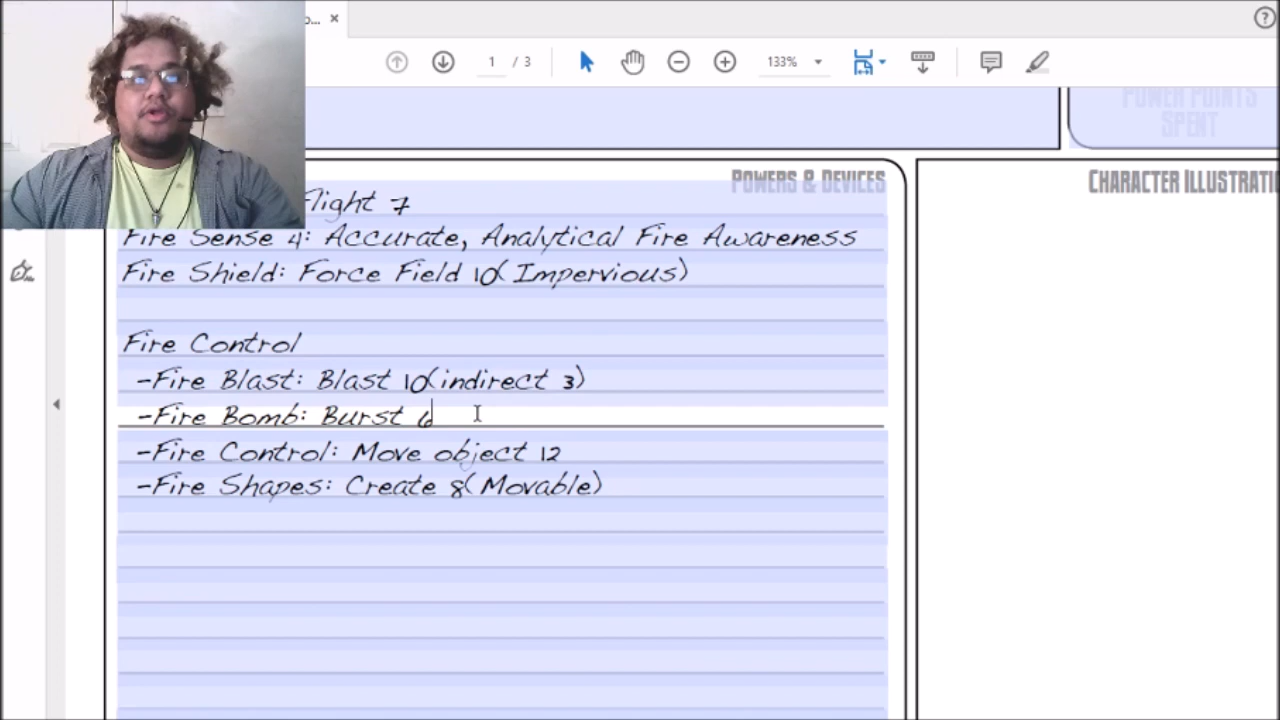 o...
1 / 3
133%
POWER POINTS
SPENT
POWERS & DEVICES
CHARACTER ILLUSTRATI
Flight 7
Fire Sense 4: Accurate, Analytical Fire Awareness
Fire Shield: Force Field 10(Impervious)
Fire Control
-Fire Blast: Blast 10(indirect 3)
-Fire Bomb: Burst 6
-Fire Control: Move object 12
-Fire Shapes: Create 8(Movable)